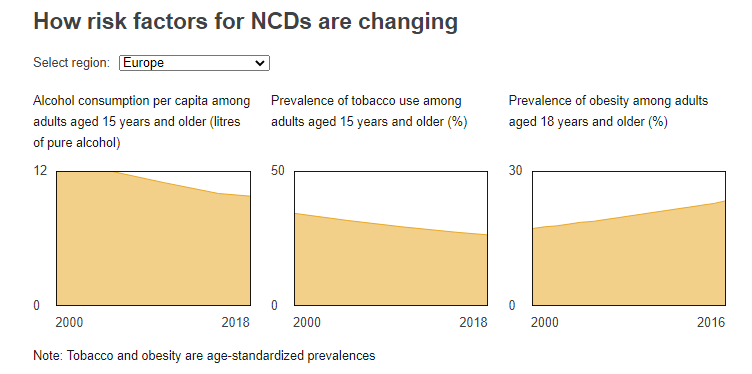 How risk factors for NCDs are changing
Select region: Europe
Alcohol consumption per capita among
adults aged 15 years and older (litres
of pure alcohol)
12
0
2000 2018
Prevalence of tobacco use among
adults aged 15 years and older (%)
50
0
2000 2018
Prevalence of obesity among adults
aged 18 years and older (%)
30
0
2000 2016
Note: Tobacco and obesity are age-standardized prevalences